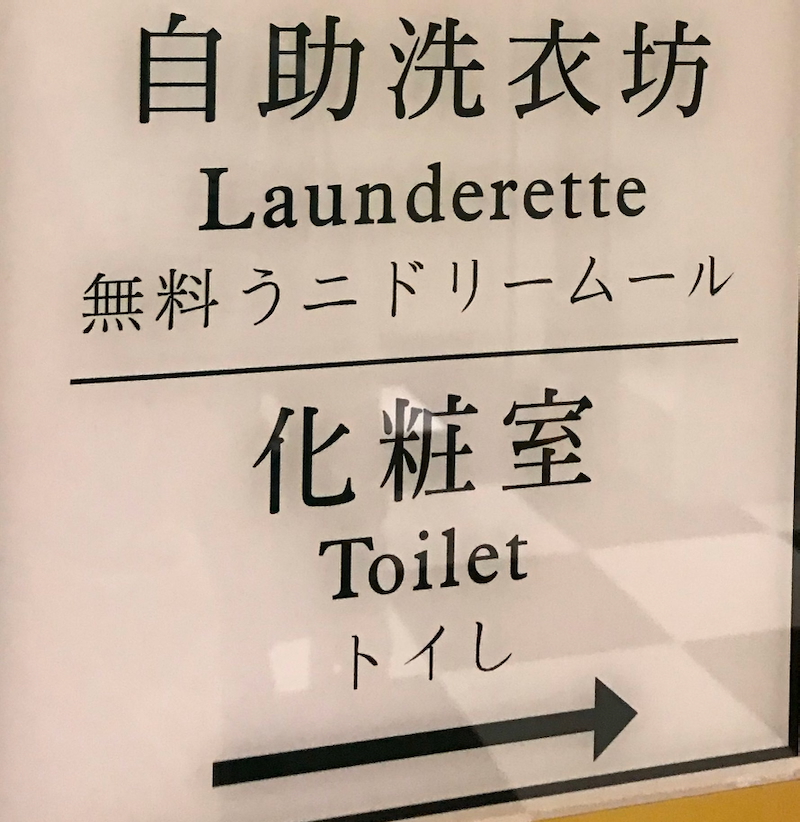 自助洗衣坊
Launderette
無料うニドリームール
化粧室
Toilet
トイし